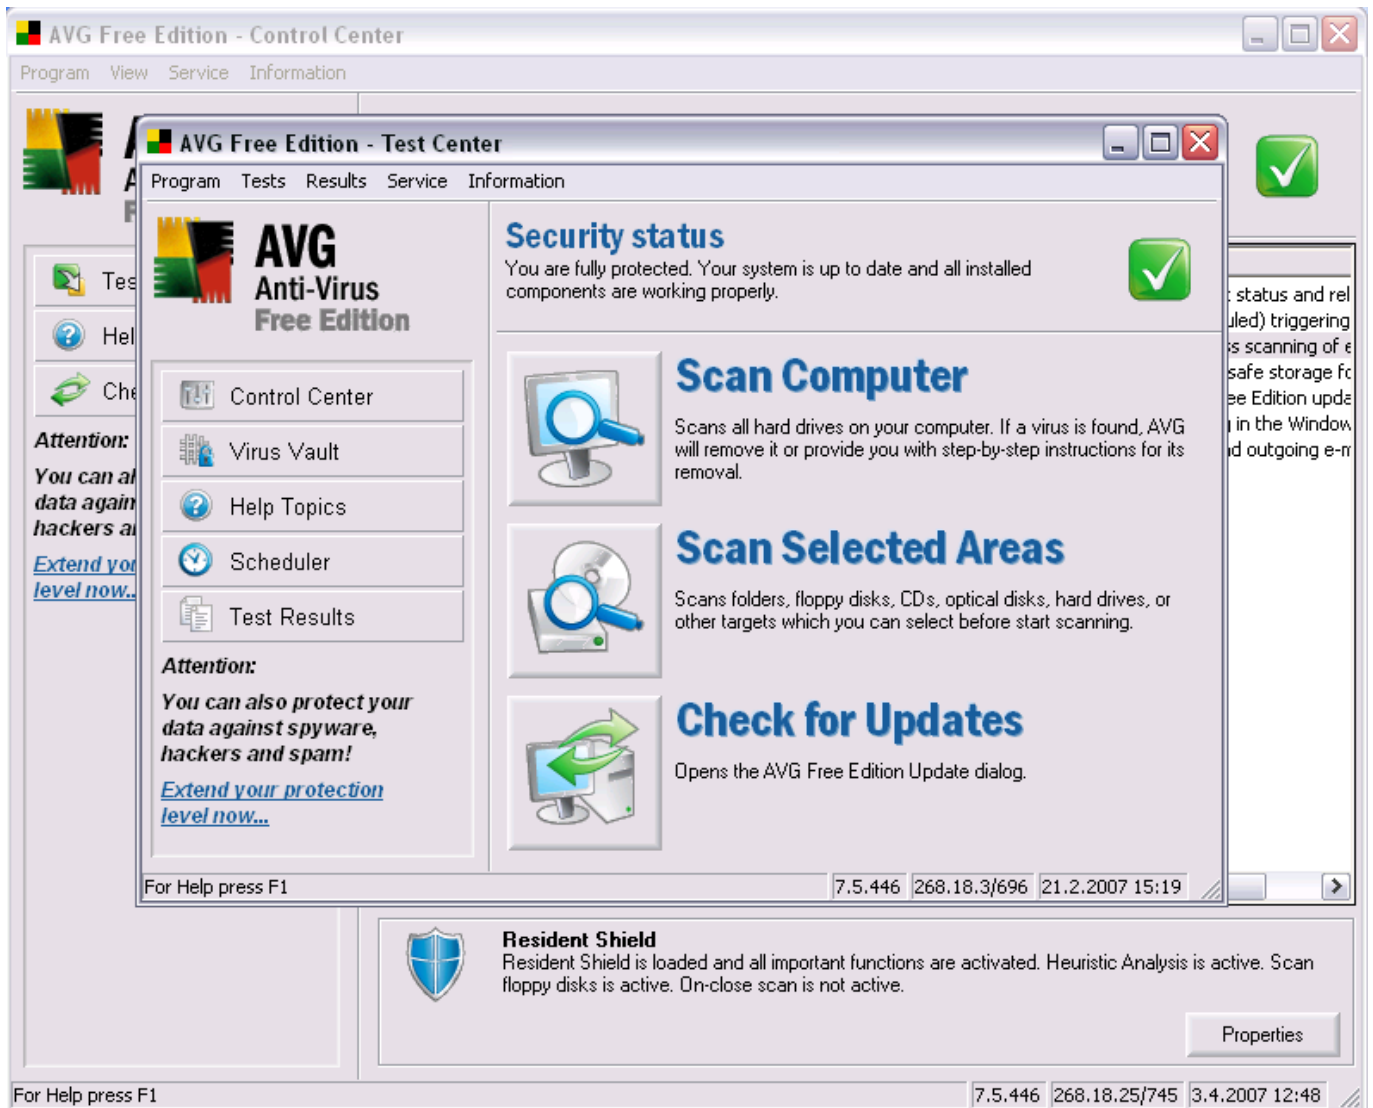 AVG Free Edition - Control Center
Program View Service Information
AVG Free Edition - Test Center
Program Tests Results Service Information
AVG
Anti-Virus
Free Edition
Control Center
Virus Vault
Help Topics
Scheduler
Test Results
Attention:
You can also protect your
data against spyware,
hackers and spam!
Extend your protection
level now...
Security status
You are fully protected. Your system is up to date and all installed
components are working properly.
Scan Computer
Scans all hard drives on your computer. If a virus is found, AVG
will remove it or provide you with step-by-step instructions for its
removal.
Scan Selected Areas
Scans folders, floppy disks, CDs, optical disks, hard drives, or
other targets which you can select before start scanning.
Check for Updates
Opens the AVG Free Edition Update dialog.
For Help press F1 7.5.446 268.18.3/696 21.2.2007 15:19
Attention:
You can
data
hackers
Extend
level now..
status and
triggering
scanning of
safe storage
Edition
in the
outgoing
Resident Shield
Resident Shield is loaded and all important functions are activated. Heuristic Analysis is active. Scan
floppy disks is active. On-close scan is not active.
Properties
For Help press F1 7.5.446 268.18.25/745 3.4.2007 12:48